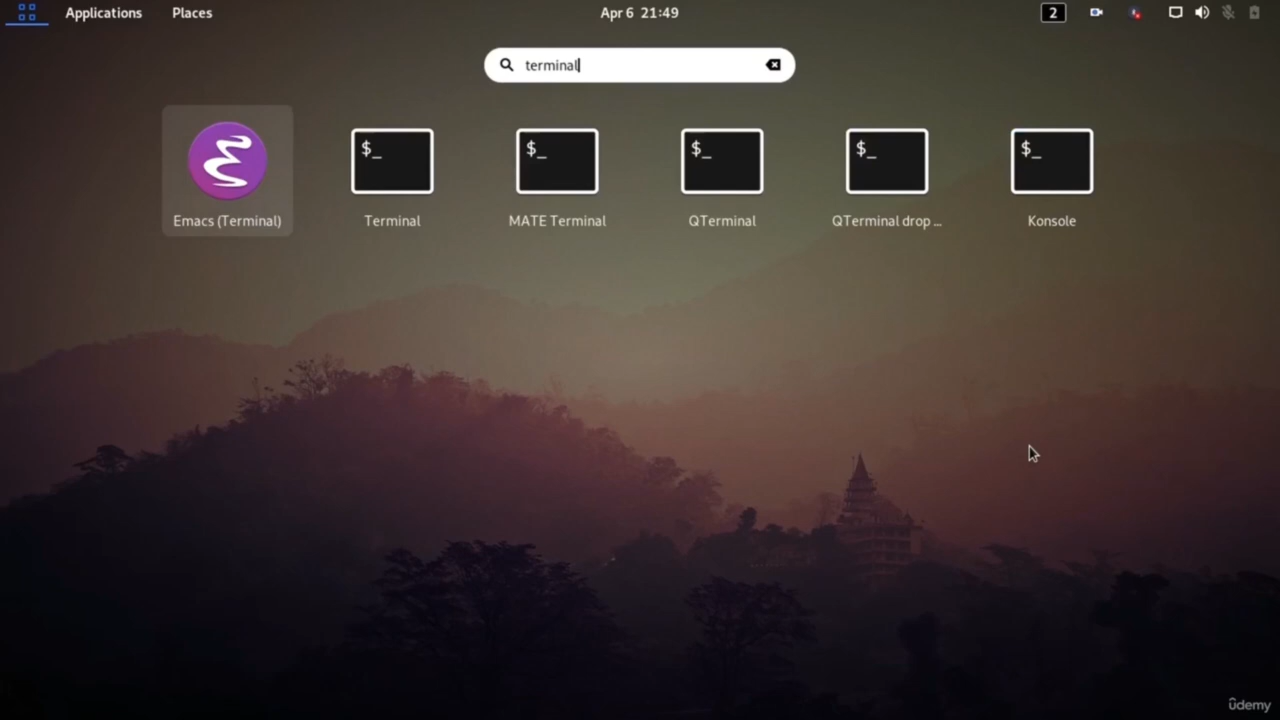 Applications Places Apr 6 21:49 2
terminal
$_ $_ $_ $_ $_
Emacs (Terminal) Terminal MATE Terminal QTerminal QTerminal drop ... Konsole
ûdemy